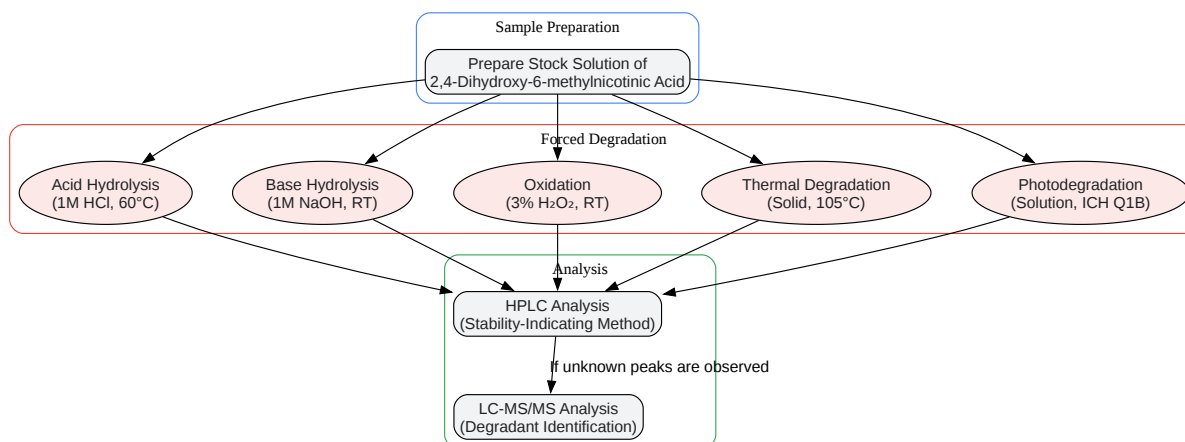 Sample Preparation
Prepare Stock Solution of
2,4-Dihydroxy-6-methylnicotinic Acid
Forced Degradation
Acid Hydrolysis
(1M HCl, 60°C)
Base Hydrolysis
(1M NaOH, RT)
Oxidation
(3% H₂O₂, RT)
Thermal Degradation
(Solid, 105°C)
Photodegradation
(Solution, ICH Q1B)
Analysis
HPLC Analysis
(Stability-Indicating Method)
If unknown peaks are observed
LC-MS/MS Analysis
(Degradant Identification)